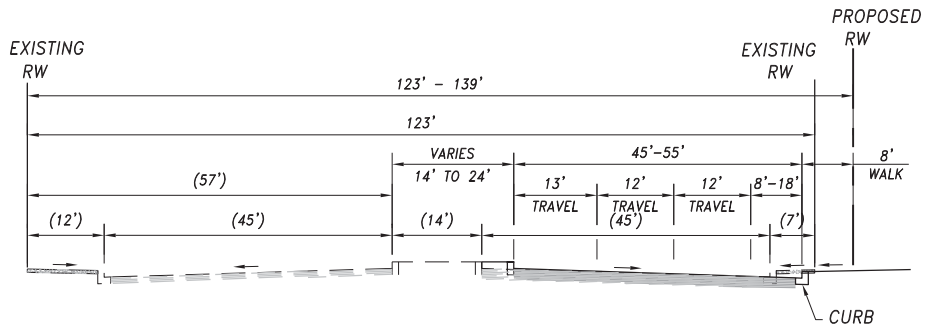 PROPOSED
RW
EXISTING
RW
EXISTING
RW
123' - 139'
123'
VARIES
14' TO 24'
45'-55'
8'
WALK
(57')
13'
TRAVEL
12'
TRAVEL
12'
TRAVEL
8'-18'
(12')
(45')
(14')
(45')
(7')
CURB